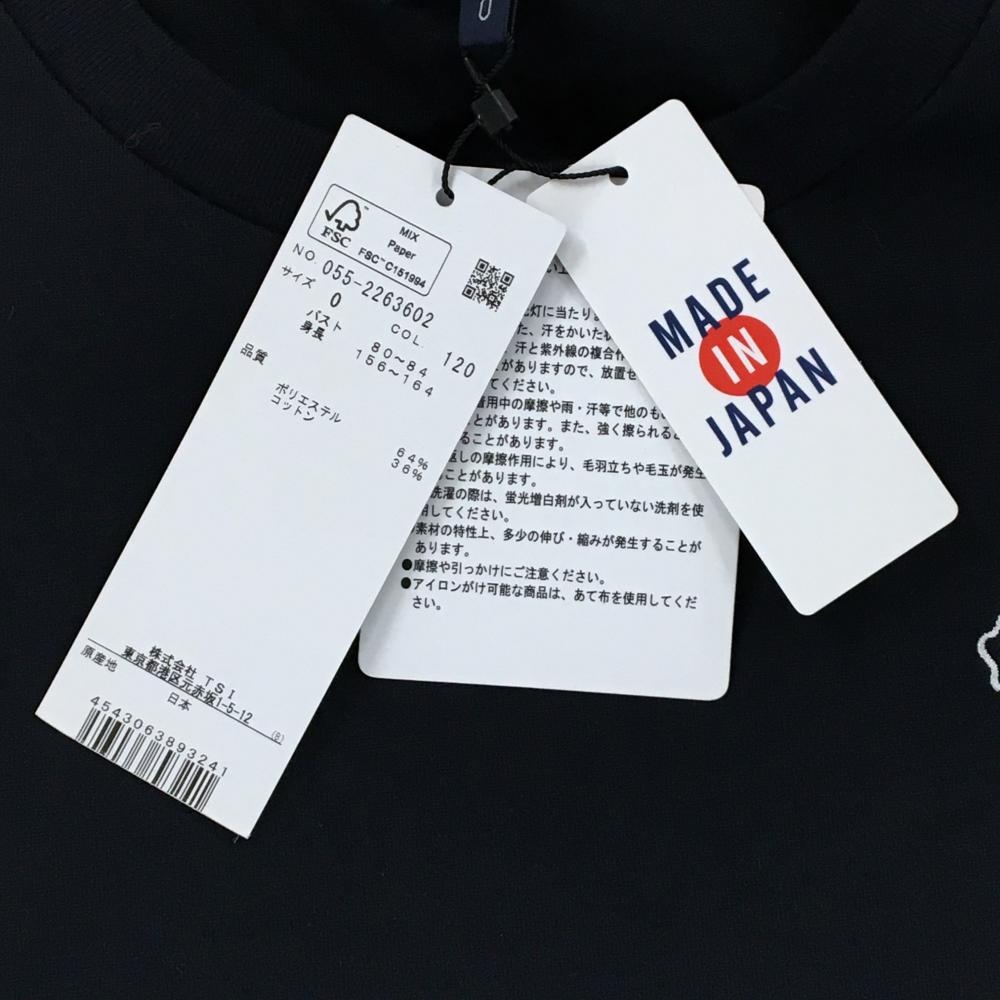 0
FSC
MIX
Paper
FSC™C151994
NO. 055-2263602
サイズ 0 COL. 120
バスト 80~84
身長 156~164
品質
ポリエステル 64%
コットン 36%
株式会社 TSI
東京都港区元赤坂1-5-12
原産地 日本 (B)
4543063893241
灯に当たりま
た、汗をかいた
汗と紫外線の複合作
がありますので、放置せ
てください。
着用中の摩擦や雨・汗等で他のもの
とがあります。また、強く擦られると
ることがあります。
返しの摩擦作用により、毛羽立ちや毛玉が発生
ことがあります。
洗濯の際は、蛍光増白剤が入っていない洗剤を使
用してください。
素材の特性上、多少の伸び・縮みが発生することが
あります。
●摩擦や引っかけにご注意ください。
●アイロンがけ可能な商品は、あて布を使用してくだ
さい。
MADE
IN
JAPAN